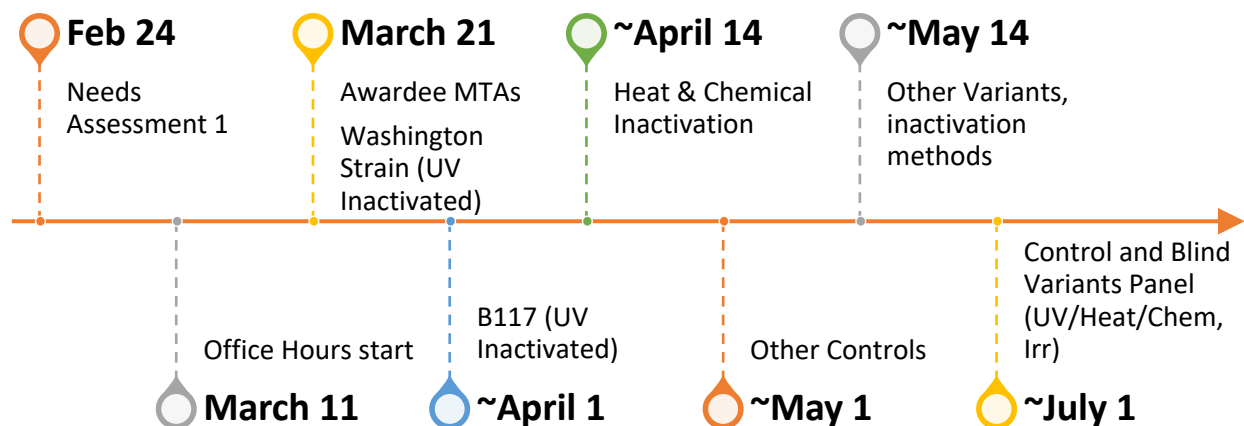 Feb 24
Needs
Assessment 1
March 21
Awardee MTAs
Washington
Strain (UV
Inactivated)
~April 14
Heat & Chemical
Inactivation
~May 14
Other Variants,
inactivation
methods
Office Hours start
March 11
B117 (UV
Inactivated)
~April 1
Other Controls
~May 1
Control and Blind
Variants Panel
(UV/Heat/Chem,
Irr)
~July 1